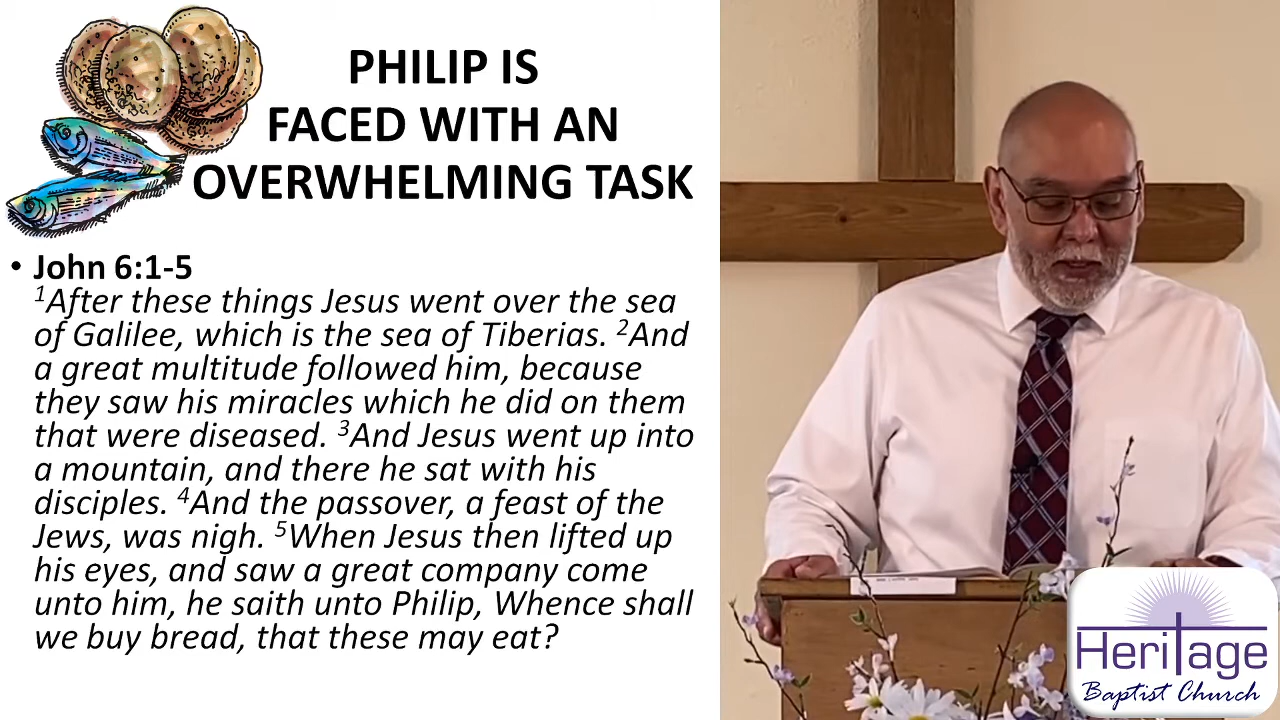 PHILIP IS
FACED WITH AN
OVERWHELMING TASK
• John 6:1-5
¹After these things Jesus went over the sea
of Galilee, which is the sea of Tiberias. ²And
a great multitude followed him, because
they saw his miracles which he did on them
that were diseased. ³And Jesus went up into
a mountain, and there he sat with his
disciples. ⁴And the passover, a feast of the
Jews, was nigh. ⁵When Jesus then lifted up
his eyes, and saw a great company come
unto him, he saith unto Philip, Whence shall
we buy bread, that these may eat?
Heritage
Baptist Church